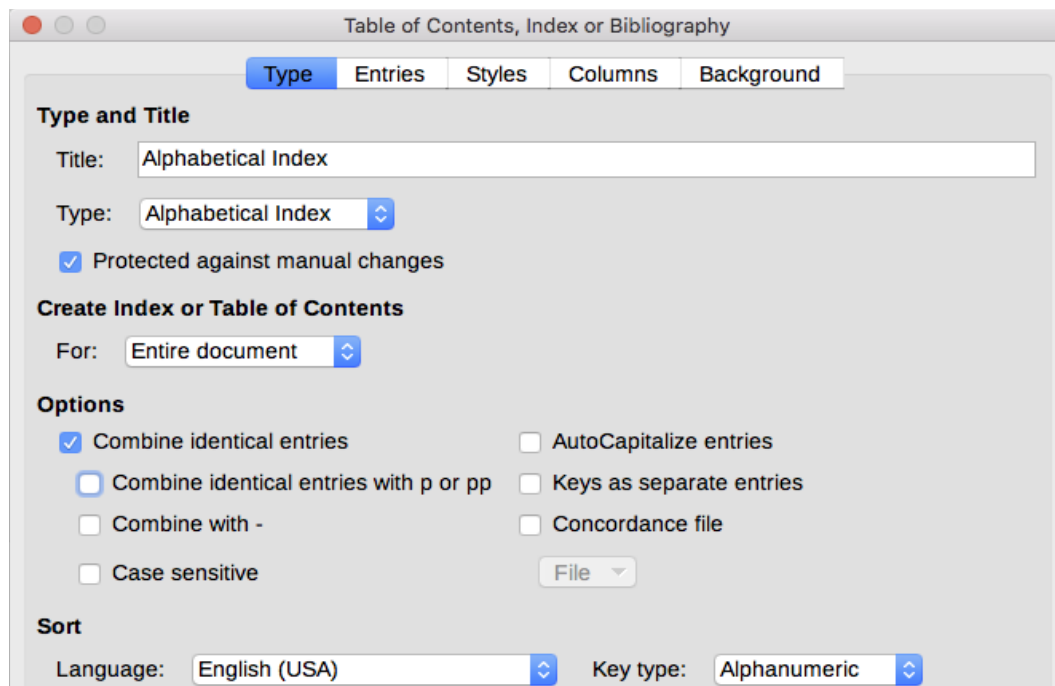 Table of Contents, Index or Bibliography
Type Entries Styles Columns Background
Type and Title
Title: Alphabetical Index
Type: Alphabetical Index
Protected against manual changes
Create Index or Table of Contents
For: Entire document
Options
Combine identical entries AutoCapitalize entries
Combine identical entries with p or pp Keys as separate entries
Combine with - Concordance file
Case sensitive File
Sort
Language: English (USA) Key type: Alphanumeric